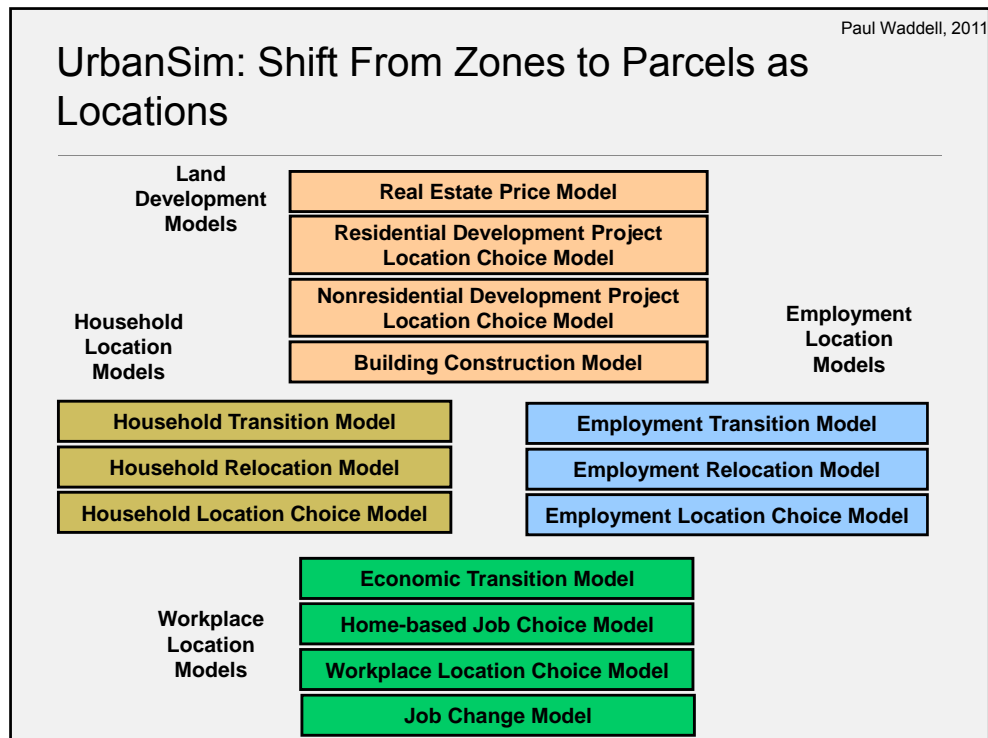 Paul Waddell, 2011
UrbanSim: Shift From Zones to Parcels as
Locations
Land
Development
Models
Real Estate Price Model
Residential Development Project
Location Choice Model
Nonresidential Development Project
Location Choice Model
Building Construction Model
Household
Location
Models
Employment
Location
Models
Household Transition Model
Household Relocation Model
Household Location Choice Model
Employment Transition Model
Employment Relocation Model
Employment Location Choice Model
Workplace
Location
Models
Economic Transition Model
Home-based Job Choice Model
Workplace Location Choice Model
Job Change Model